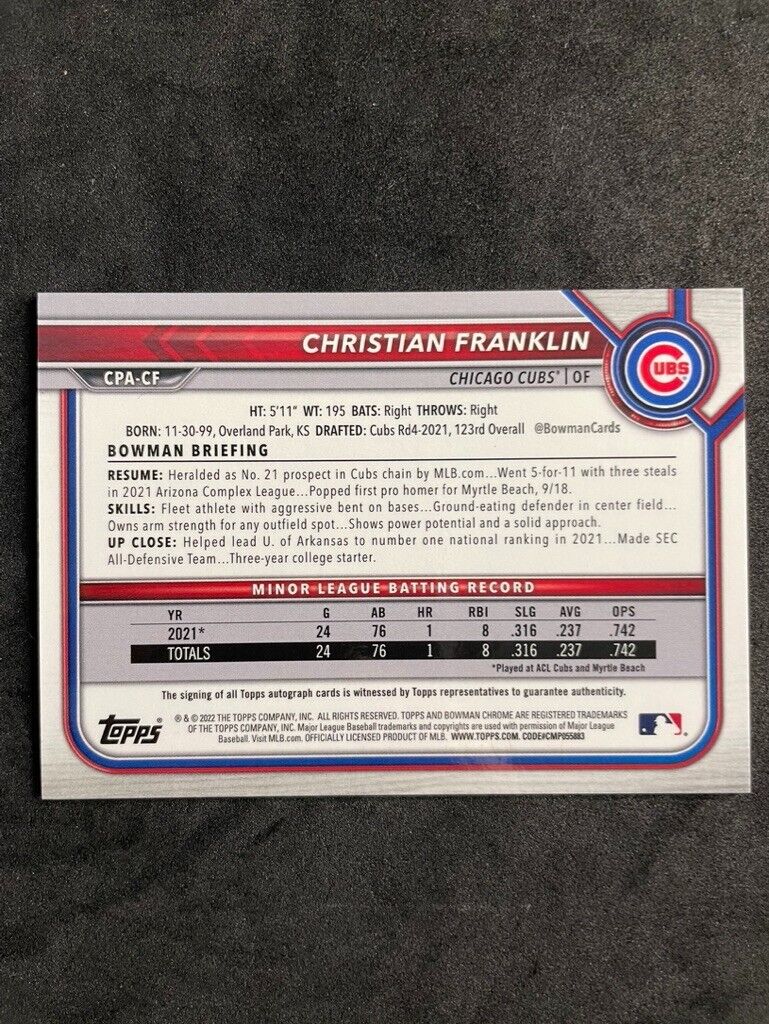 CHRISTIAN FRANKLIN
CPA-CF
CHICAGO CUBS® | OF
CUBS
HT: 5'11" WT: 195 BATS: Right THROWS: Right
BORN: 11-30-99, Overland Park, KS DRAFTED: Cubs Rd4-2021, 123rd Overall @BowmanCards
BOWMAN BRIEFING
RESUME: Heralded as No. 21 prospect in Cubs chain by MLB.com...Went 5-for-11 with three steals
in 2021 Arizona Complex League...Popped first pro homer for Myrtle Beach, 9/18.
SKILLS: Fleet athlete with aggressive bent on bases...Ground-eating defender in center field...
Owns arm strength for any outfield spot...Shows power potential and a solid approach.
UP CLOSE: Helped lead U. of Arkansas to number one national ranking in 2021...Made SEC
All-Defensive Team...Three-year college starter.
MINOR LEAGUE BATTING RECORD
YR G AB HR RBI SLG AVG OPS
2021* 24 76 1 8 .316 .237 .742
TOTALS 24 76 1 8 .316 .237 .742
*Played at ACL Cubs and Myrtle Beach
The signing of all Topps autograph cards is witnessed by Topps representatives to guarantee authenticity.
Topps
® & © 2022 THE TOPPS COMPANY, INC. ALL RIGHTS RESERVED. TOPPS AND BOWMAN CHROME ARE REGISTERED TRADEMARKS
OF THE TOPPS COMPANY, INC. Major League Baseball trademarks and copyrights are used with permission of Major League
Baseball. Visit MLB.com. OFFICIALLY LICENSED PRODUCT OF MLB. WWW.TOPPS.COM. CODE#CMP055883